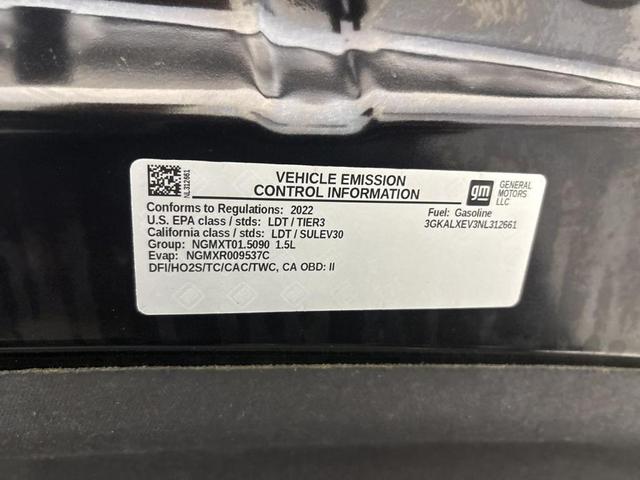 NL312661
VEHICLE EMISSION
CONTROL INFORMATION
gm
GENERAL
MOTORS
LLC
Conforms to Regulations: 2022
Fuel: Gasoline
U.S. EPA class / stds: LDT / TIER3
3GKALXEV3NL312661
California class / stds: LDT / SULEV30
Group: NGMXT01.5090 1.5L
Evap: NGMXR009537C
DFI/HO2S/TC/CAC/TWC, CA OBD: II